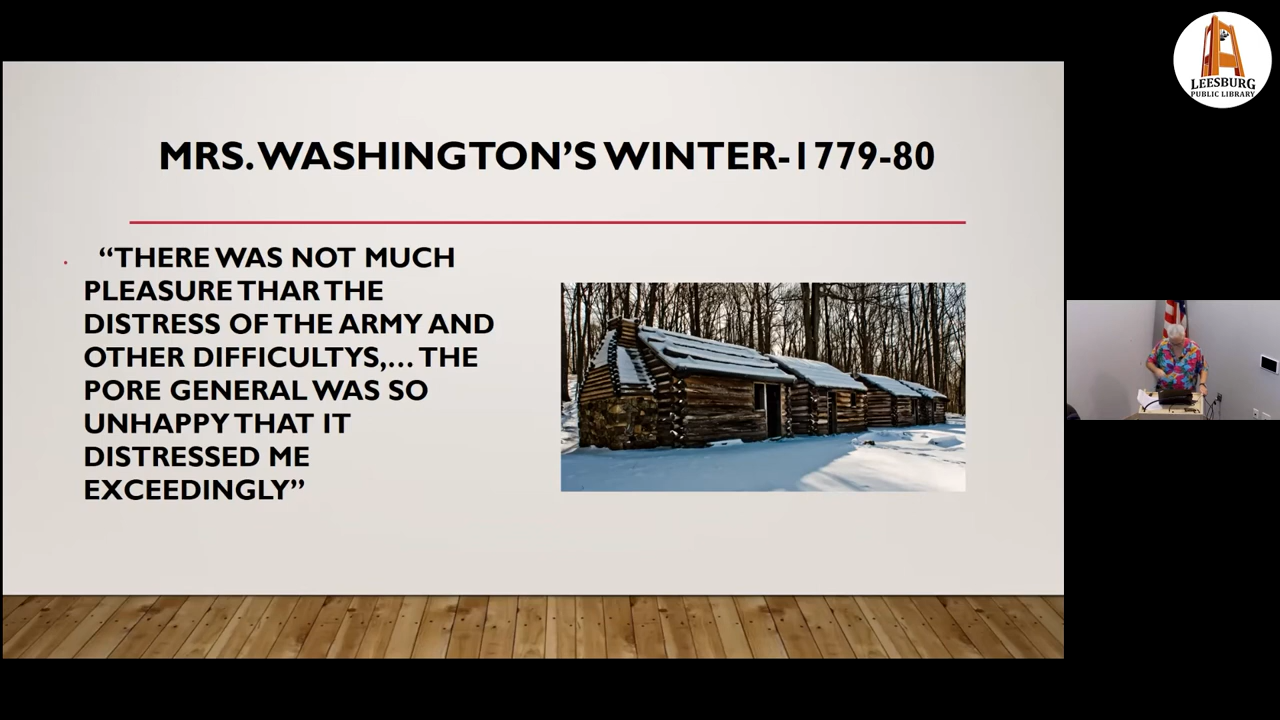 LEESBURG
PUBLIC LIBRARY
MRS. WASHINGTON'S WINTER-1779-80
“THERE WAS NOT MUCH
PLEASURE THAR THE
DISTRESS OF THE ARMY AND
OTHER DIFFICULTYS,... THE
PORE GENERAL WAS SO
UNHAPPY THAT IT
DISTRESSED ME
EXCEEDINGLY”